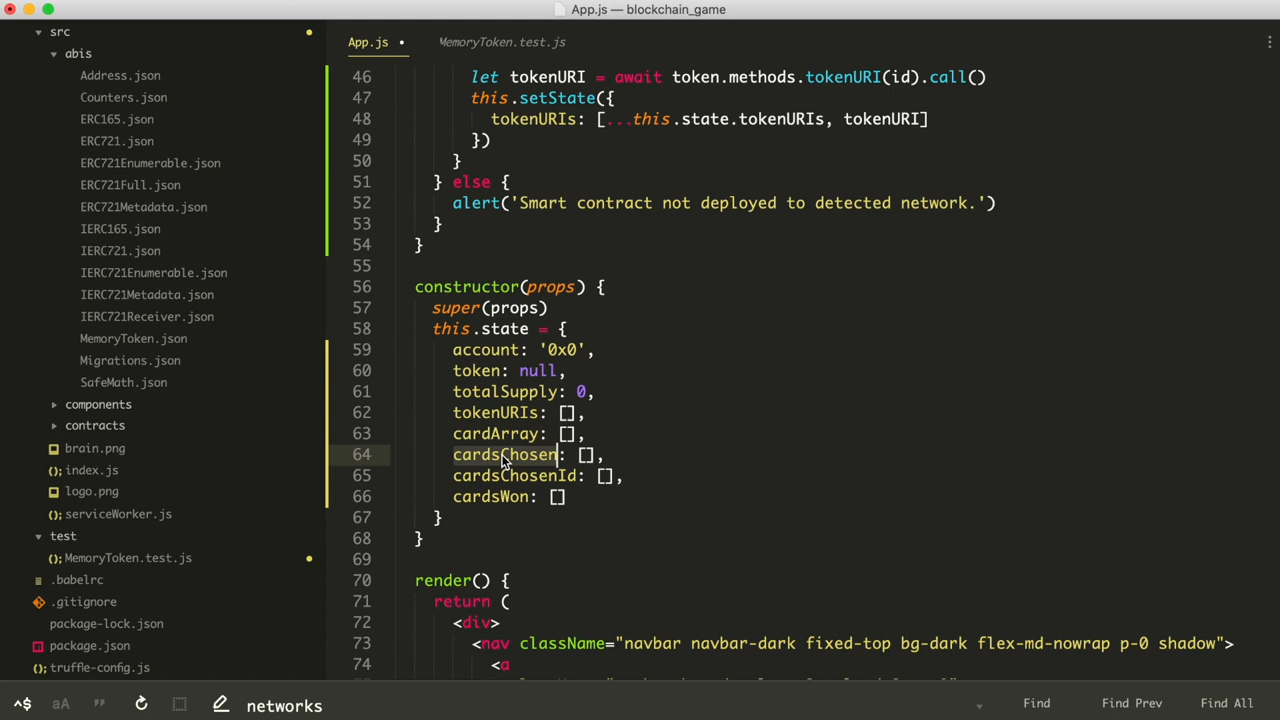 App.js — blockchain_game
src
abis
Address.json
Counters.json
ERC165.json
ERC721.json
ERC721Enumerable.json
ERC721Full.json
ERC721Metadata.json
IERC165.json
IERC721.json
IERC721Enumerable.json
IERC721Metadata.json
IERC721Receiver.json
MemoryToken.json
Migrations.json
SafeMath.json
components
contracts
brain.png
index.js
logo.png
serviceWorker.js
test
MemoryToken.test.js
.babelrc
.gitignore
package-lock.json
package.json
truffle-config.js
App.js • MemoryToken.test.js
46 let tokenURI = await token.methods.tokenURI(id).call()
47 this.setState({
48 tokenURIs: [...this.state.tokenURIs, tokenURI]
49 })
50 }
51 } else {
52 alert('Smart contract not deployed to detected network.')
53 }
54 }
55
56 constructor(props) {
57 super(props)
58 this.state = {
59 account: '0x0',
60 token: null,
61 totalSupply: 0,
62 tokenURIs: [],
63 cardArray: [],
64 cardsChosen: [],
65 cardsChosenId: [],
66 cardsWon: []
67 }
68 }
69
70 render() {
71 return (
72 <div>
73 <nav className="navbar navbar-dark fixed-top bg-dark flex-md-nowrap p-0 shadow">
74 <a
networks Find Find Prev Find All